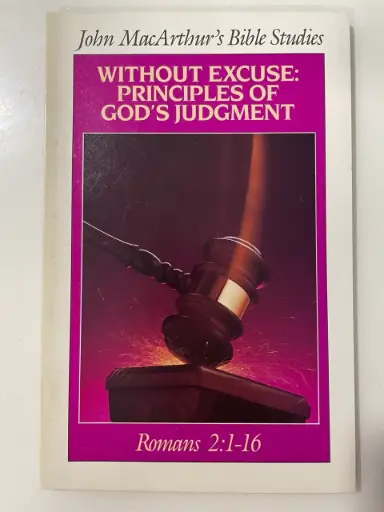 John MacArthur's Bible Studies
WITHOUT EXCUSE:
PRINCIPLES OF
GOD'S JUDGMENT
Romans 2:1-16